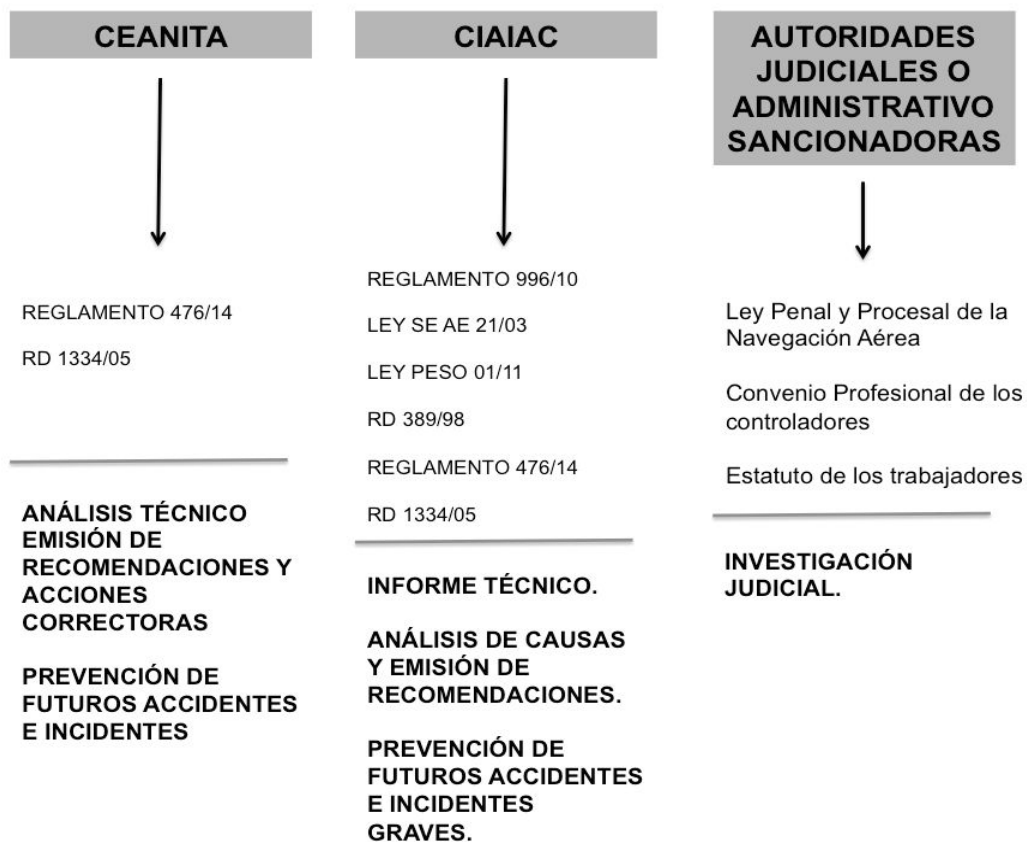 CEANITA
REGLAMENTO 476/14
RD 1334/05
ANÁLISIS TÉCNICO
EMISIÓN DE
RECOMENDACIONES Y
ACCIONES
CORRECTORAS
PREVENCIÓN DE
FUTUROS ACCIDENTES
E INCIDENTES
CIAIAC
REGLAMENTO 996/10
LEY SE AE 21/03
LEY PESO 01/11
RD 389/98
REGLAMENTO 476/14
RD 1334/05
INFORME TÉCNICO.
ANÁLISIS DE CAUSAS
Y EMISIÓN DE
RECOMENDACIONES.
PREVENCIÓN DE
FUTUROS ACCIDENTES
E INCIDENTES
GRAVES.
AUTORIDADES
JUDICIALES O
ADMINISTRATIVO
SANCIONADORAS
Ley Penal y Procesal de la
Navegación Aérea
Convenio Profesional de los
controladores
Estatuto de los trabajadores
INVESTIGACIÓN
JUDICIAL.